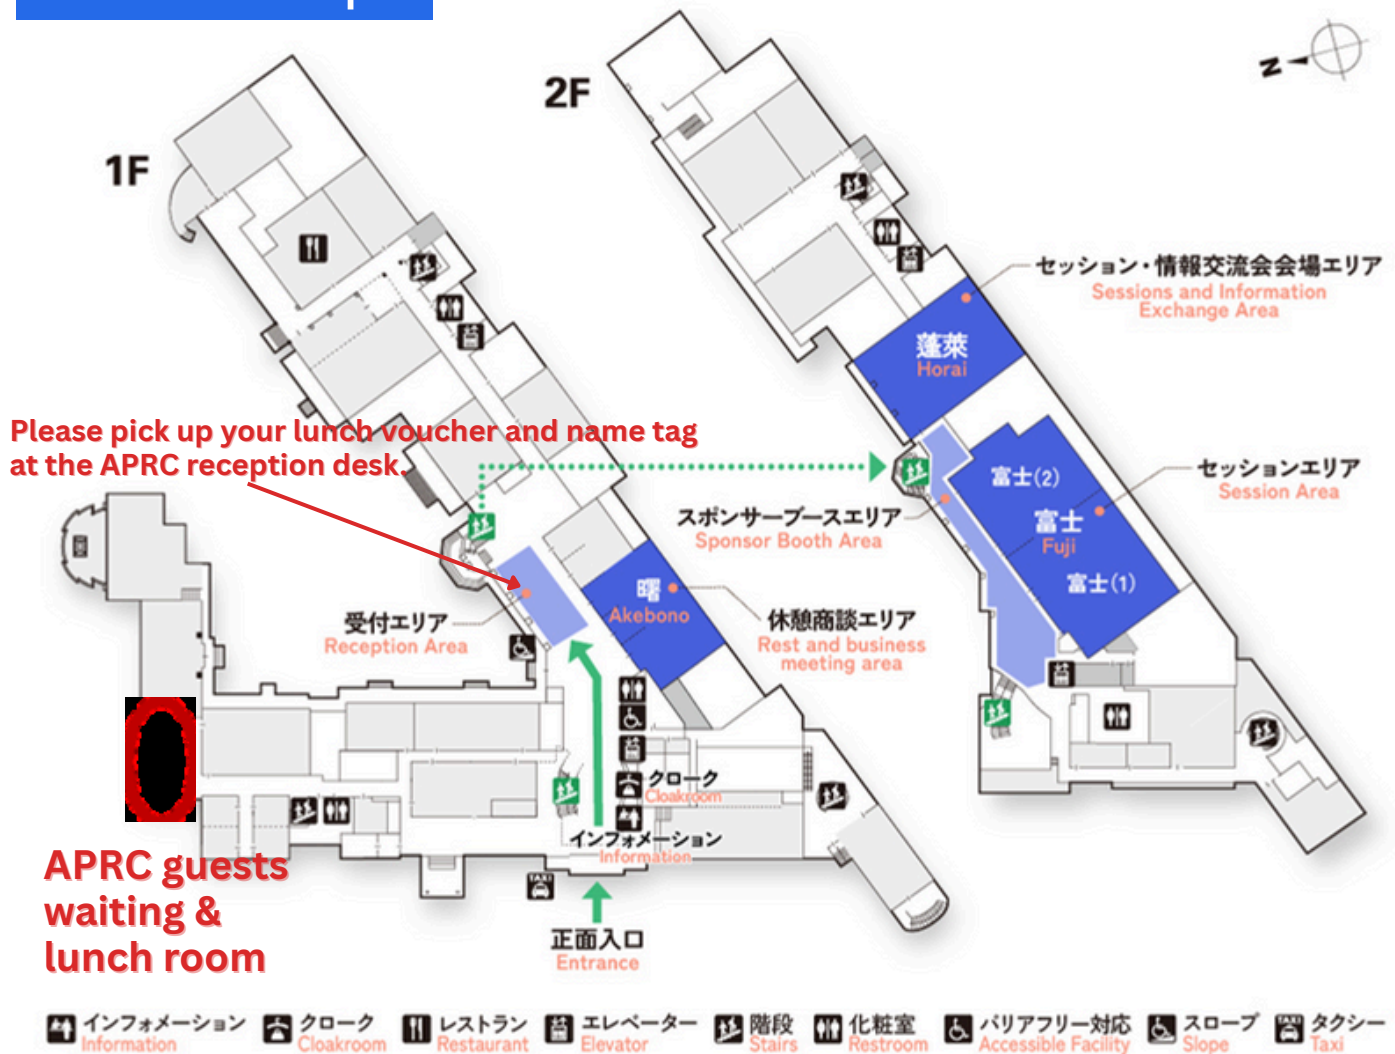 1F
2F
N
セッション・情報交流会会場エリア
Sessions and Information
Exchange Area
蓬莱
Horai
Please pick up your lunch voucher and name tag
at the APRC reception desk.
富士(2)
セッションエリア
Session Area
スポンサーブースエリア
Sponsor Booth Area
富士
Fuji
富士(1)
曙
Akebono
受付エリア
Reception Area
休憩商談エリア
Rest and business
meeting area
クローク
Cloakroom
インフォメーション
Information
APRC guests
waiting &
lunch room
TAXI
正面入口
Entrance
インフォメーション
Information
クローク
Cloakroom
レストラン
Restaurant
エレベーター
Elevator
階段
Stairs
化粧室
Restroom
バリアフリー対応
Accessible Facility
スロープ
Slope
TAXI
タクシー
Taxi